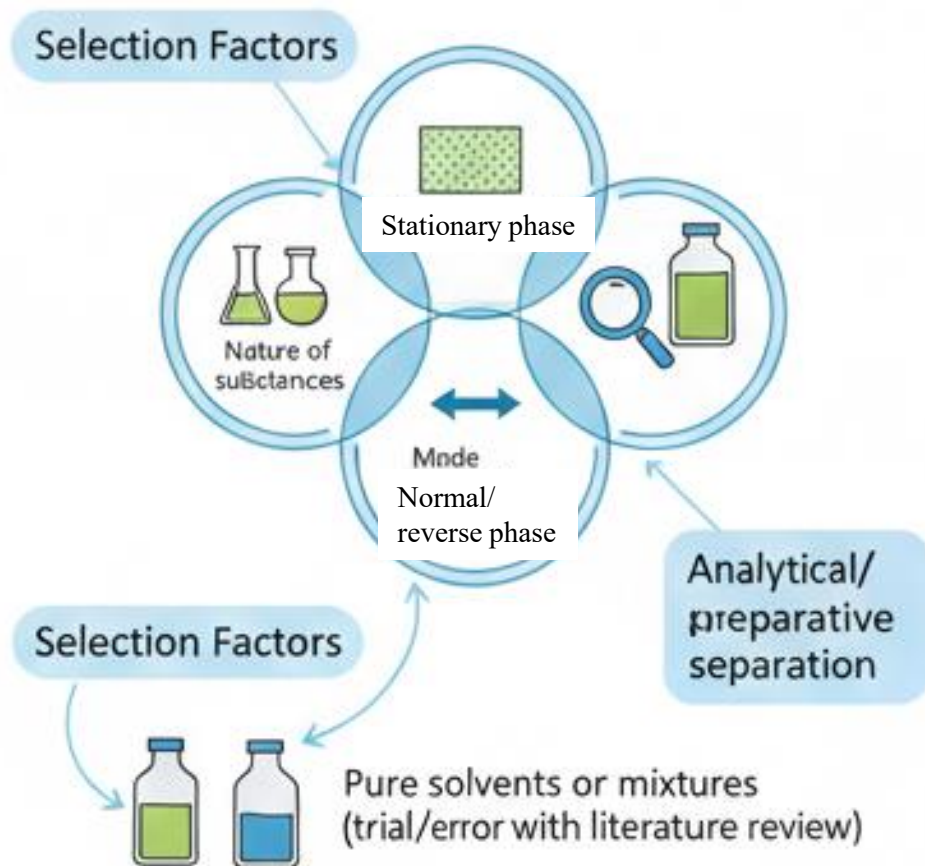 Selection Factors
Stationary phase
Nature of
sußctances
Mnde
Normal/
reverse phase
Analytical/
preparative
separation
Selection Factors
Pure solvents or mixtures
(trial/error with literature review)